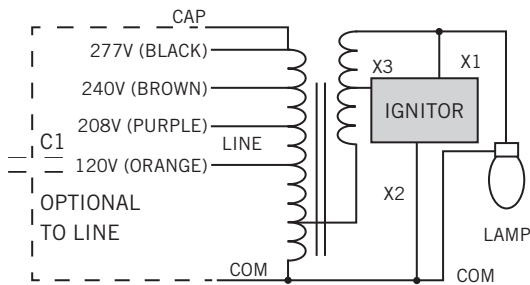 CAP
277V (BLACK)
240V (BROWN)
208V (PURPLE)
LINE
120V (ORANGE)
C1
OPTIONAL
TO LINE
COM
X3
X1
IGNITOR
X2
LAMP
COM